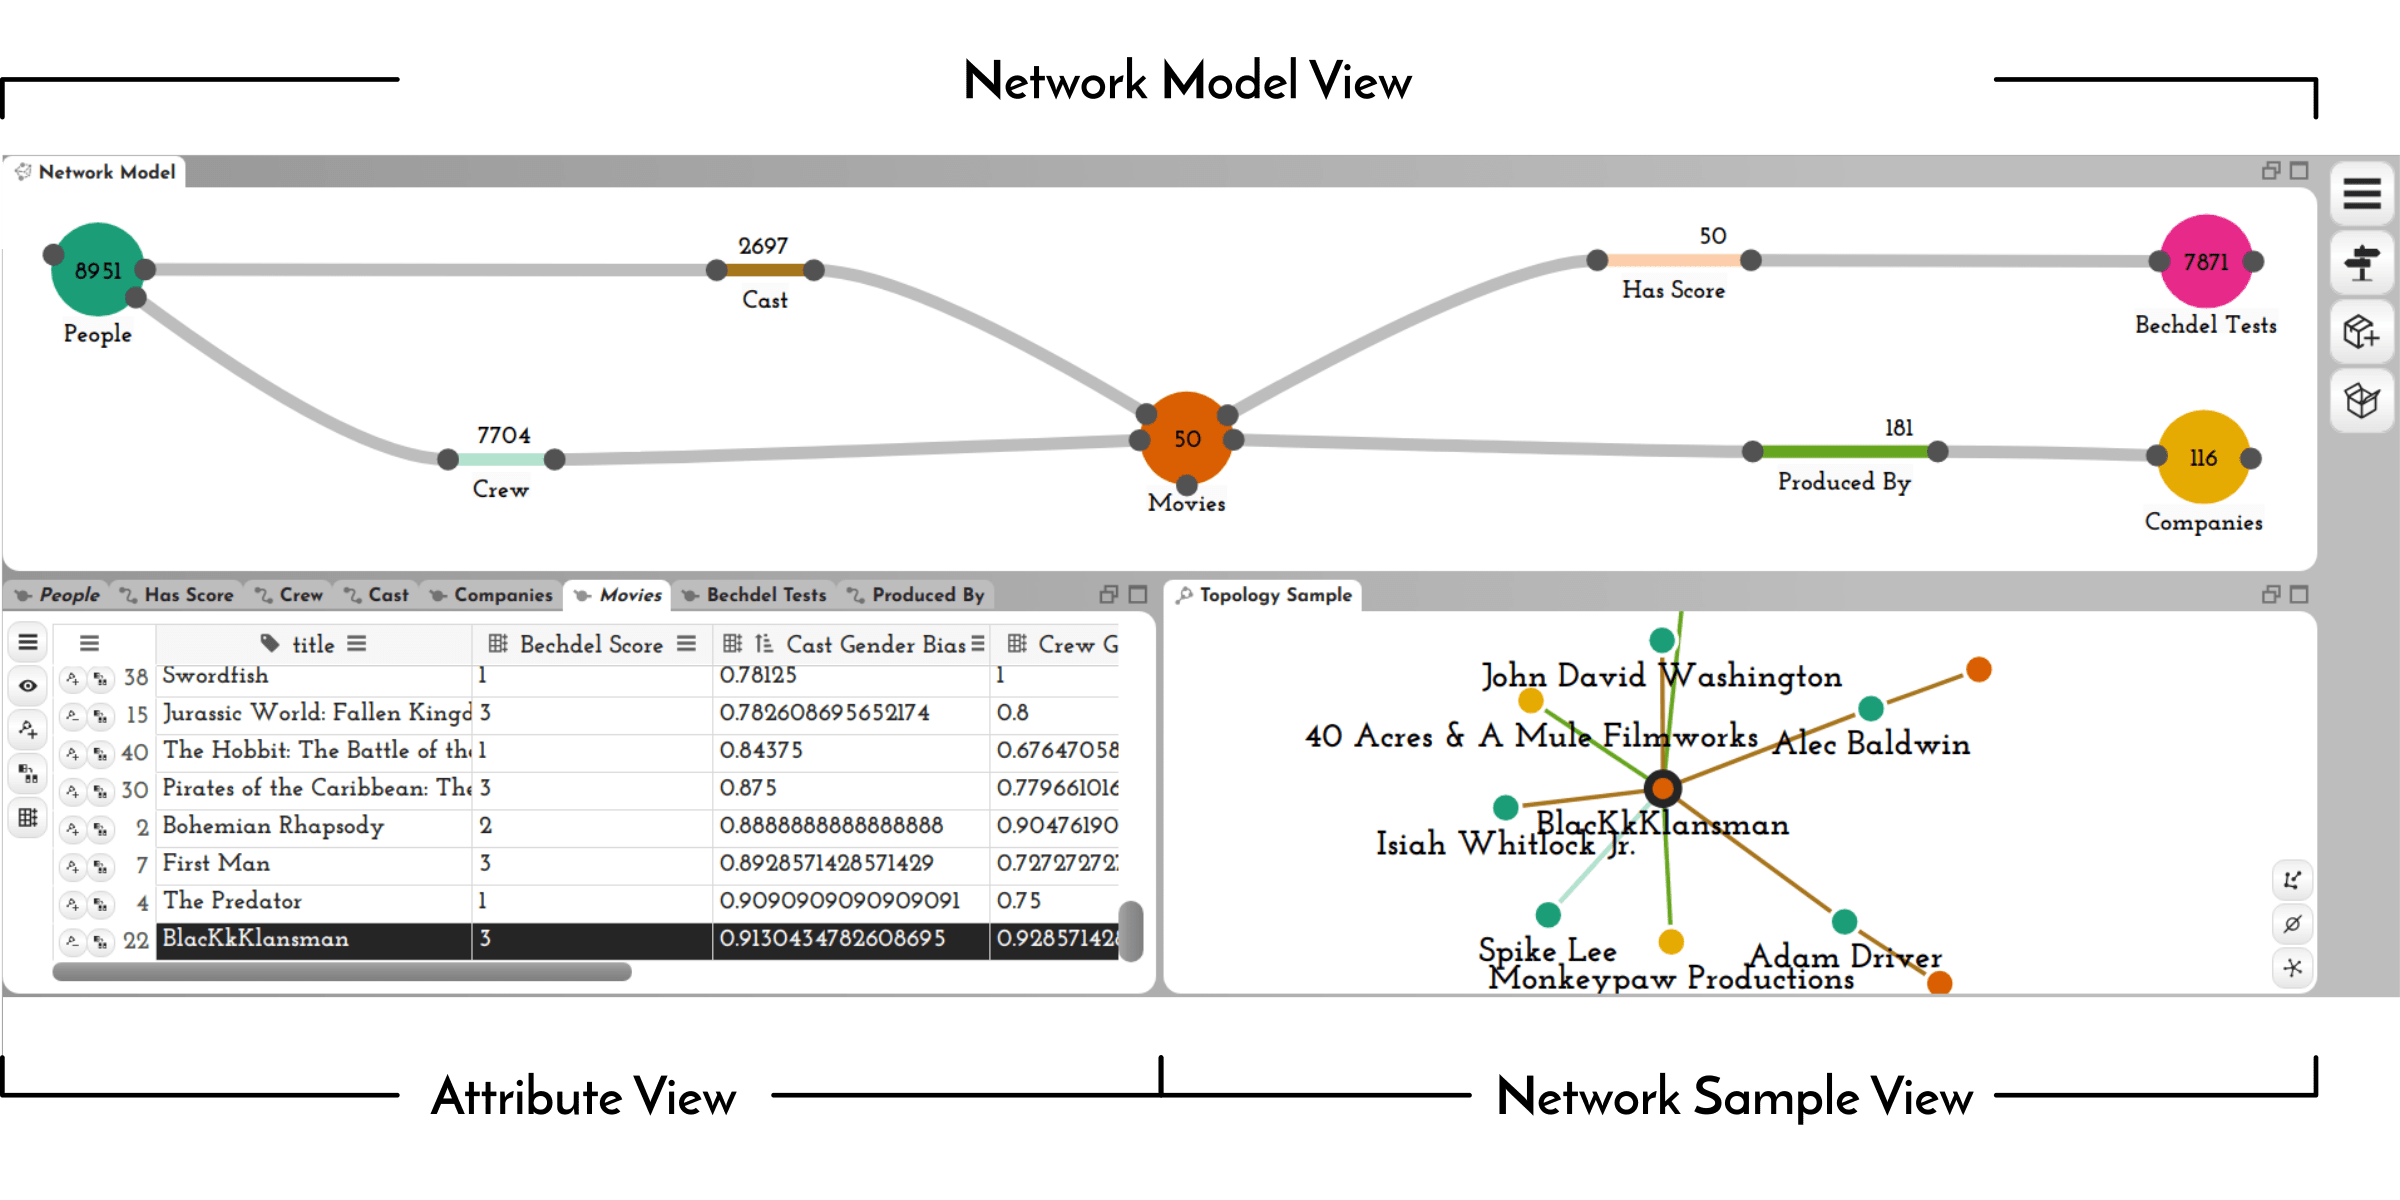 Network Model View
Network Model
8951
People
2697
Cast
7704
Crew
50
Movies
50
Has Score
7871
Bechdel Tests
181
Produced By
116
Companies
People Has Score Crew Cast Companies Movies Bechdel Tests Produced By
title Bechdel Score Cast Gender Bias Crew G
38 Swordfish 1 0.78125 1
15 Jurassic World: Fallen Kingd 3 0.782608695652174 0.8
40 The Hobbit: The Battle of the 1 0.84375 0.67647058
30 Pirates of the Caribbean: The 3 0.875 0.779661016
2 Bohemian Rhapsody 2 0.8888888888888888 0.90476190
7 First Man 3 0.8928571428571429 0.727272727
4 The Predator 1 0.9090909090909091 0.75
22 BlacKkKlansman 3 0.9130434782608695 0.928571428
Topology Sample
John David Washington
40 Acres & A Mule Filmworks
Alec Baldwin
BlacKkKlansman
Isiah Whitlock Jr.
Spike Lee
Adam Driver
Monkeypaw Productions
Attribute View
Network Sample View